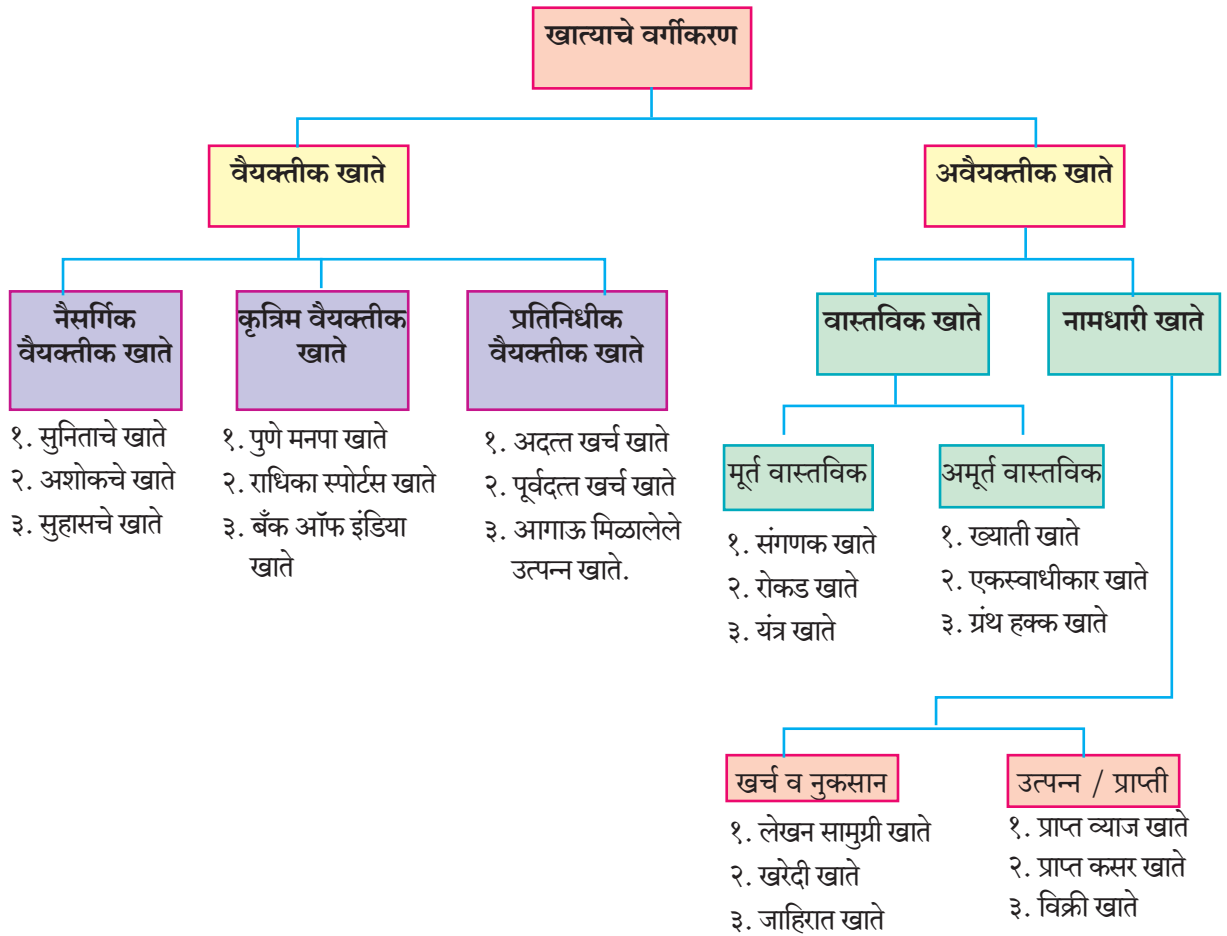 खात्याचे वर्गीकरण
वैयक्तीक खाते
अवैयक्तीक खाते
नैसर्गिक
वैयक्तीक खाते
कृत्रिम वैयक्तीक
खाते
प्रतिनिधीक
वैयक्तीक खाते
वास्तविक खाते
नामधारी खाते
१. सुनिताचे खाते
२. अशोकचे खाते
३. सुहासचे खाते
१. पुणे मनपा खाते
२. राधिका स्पोर्टस खाते
३. बँक ऑफ इंडिया
खाते
१. अदत्त खर्च खाते
२. पूर्वदत्त खर्च खाते
३. आगाऊ मिळालेले
उत्पन्न खाते.
मूर्त वास्तविक
अमूर्त वास्तविक
१. संगणक खाते
२. रोकड खाते
३. यंत्र खाते
१. ख्याती खाते
२. एकस्वाधीकार खाते
३. ग्रंथ हक्क खाते
खर्च व नुकसान
उत्पन्न / प्राप्ती
१. लेखन सामुग्री खाते
२. खरेदी खाते
३. जाहिरात खाते
१. प्राप्त व्याज खाते
२. प्राप्त कसर खाते
३. विक्री खाते